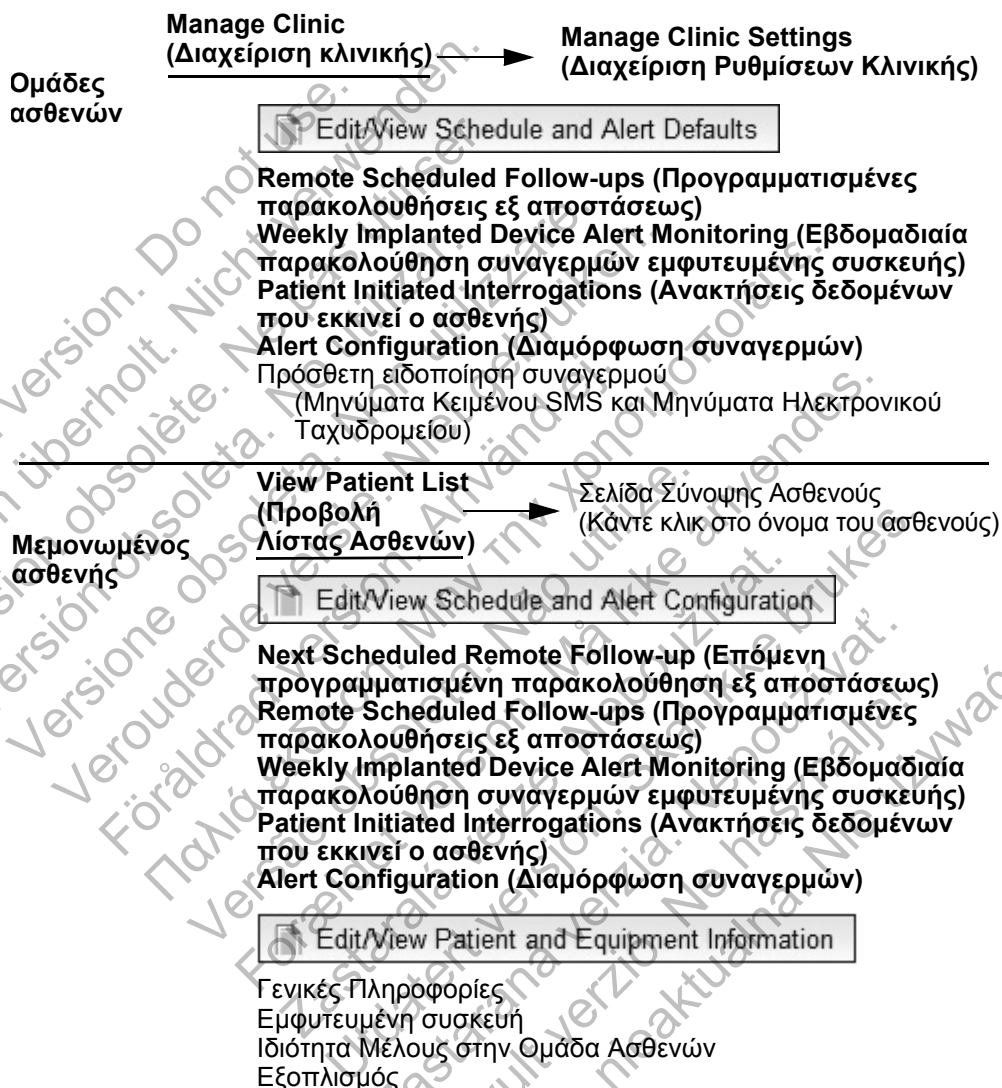 Manage Clinic
(Διαχείριση κλινικής)
Manage Clinic Settings
(Διαχείριση Ρυθμίσεων Κλινικής)
Ομάδες
ασθενών
Edit/View Schedule and Alert Defaults
Remote Scheduled Follow-ups (Προγραμματισμένες
παρακολουθήσεις εξ αποστάσεως)
Weekly Implanted Device Alert Monitoring (Εβδομαδιαία
παρακολούθηση συναγερμών εμφυτευμένης συσκευής)
Patient Initiated Interrogations (Ανακτήσεις δεδομένων
που εκκινεί ο ασθενής)
Alert Configuration (Διαμόρφωση συναγερμών)
Πρόσθετη ειδοποίηση συναγερμού
(Μηνύματα Κειμένου SMS και Μηνύματα Ηλεκτρονικού
Ταχυδρομείου)
View Patient List
(Προβολή
Λίστας Ασθενών)
Σελίδα Σύνοψης Ασθενούς
(Κάντε κλικ στο όνομα του ασθενούς)
Μεμονωμένος
ασθενής
Edit/View Schedule and Alert Configuration
Next Scheduled Remote Follow-up (Επόμενη
προγραμματισμένη παρακολούθηση εξ αποστάσεως)
Remote Scheduled Follow-ups (Προγραμματισμένες
παρακολουθήσεις εξ αποστάσεως)
Weekly Implanted Device Alert Monitoring (Εβδομαδιαία
παρακολούθηση συναγερμών εμφυτευμένης συσκευής)
Patient Initiated Interrogations (Ανακτήσεις δεδομένων
που εκκινεί ο ασθενής)
Alert Configuration (Διαμόρφωση συναγερμών)
Edit/View Patient and Equipment Information
Γενικές Πληροφορίες
Εμφυτευμένη συσκευή
Ιδιότητα Μέλους στην Ομάδα Ασθενών
Εξοπλισμός